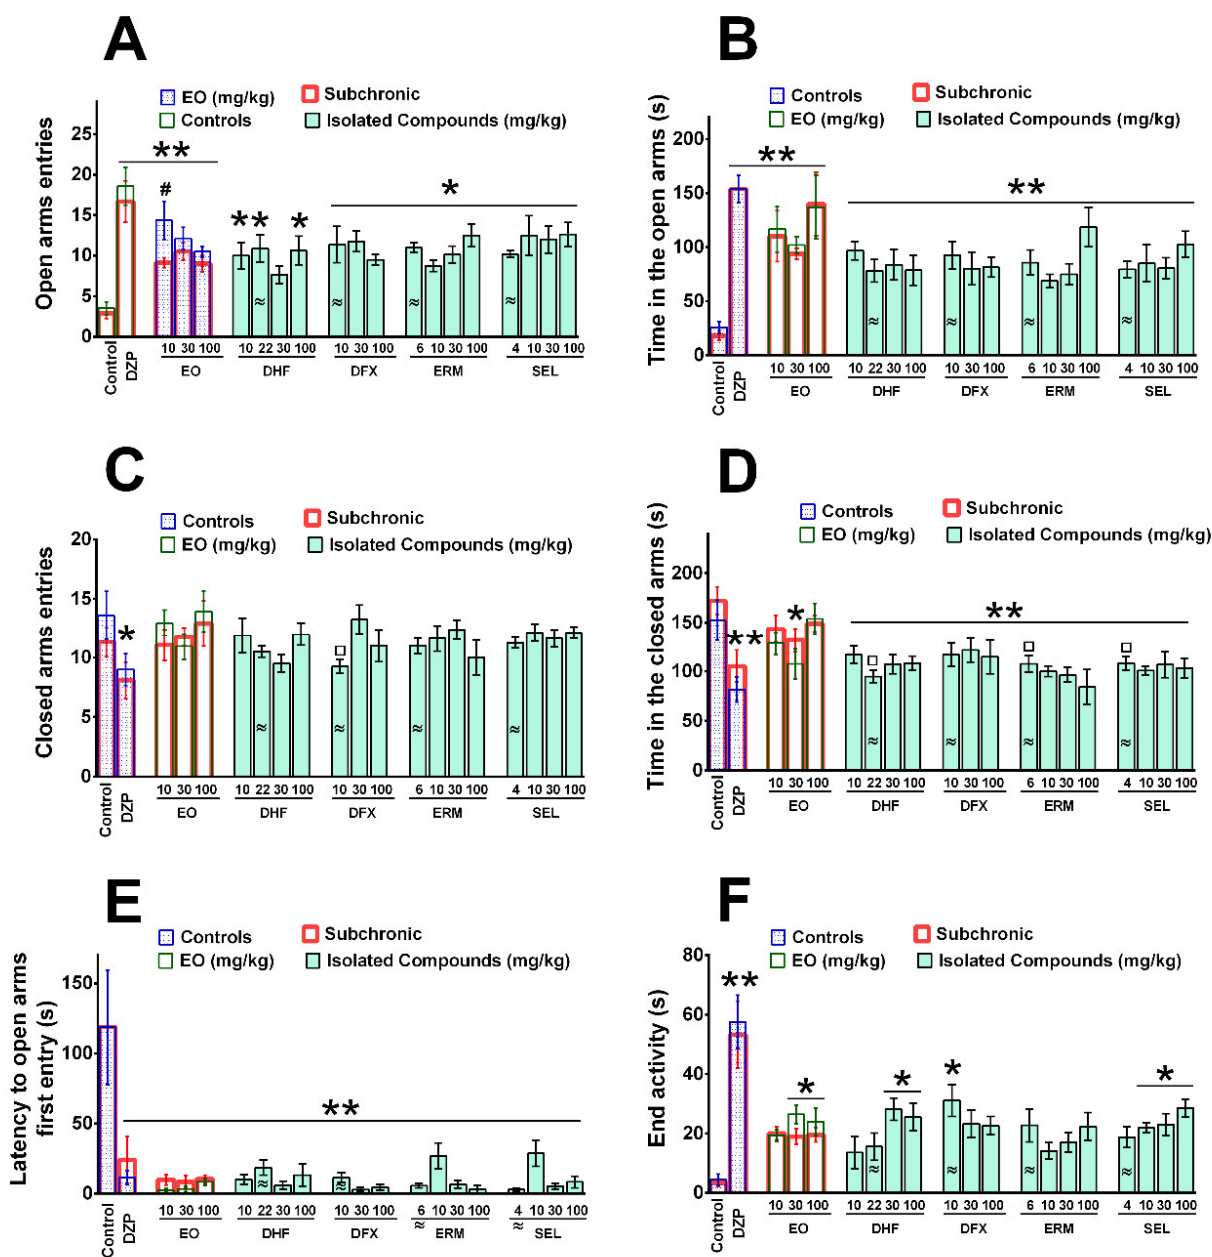 A
EO (mg/kg) Subchronic
Controls Isolated Compounds (mg/kg)
Open arms entries
25
20
15
10
5
0
**
#
** *
*
≈ ≈ ≈ ≈
10 30 100 10 22 30 100 10 30 100 6 10 30 100 4 10 30 100
Control DZP EO DHF DFX ERM SEL
B
Controls Subchronic
EO (mg/kg) Isolated Compounds (mg/kg)
Time in the open arms (s)
200
150
100
50
0
** **
≈ ≈ ≈ ≈
10 30 100 10 22 30 100 10 30 100 6 10 30 100 4 10 30 100
Control DZP EO DHF DFX ERM SEL
C
Controls Subchronic
EO (mg/kg) Isolated Compounds (mg/kg)
Closed arms entries
20
15
10
5
0
*
□
≈ ≈ ≈ ≈
10 30 100 10 22 30 100 10 30 100 6 10 30 100 4 10 30 100
Control DZP EO DHF DFX ERM SEL
D
Controls Subchronic
EO (mg/kg) Isolated Compounds (mg/kg)
Time in the closed arms (s)
200
150
100
50
0
** * **
□ □ □
≈ ≈ ≈ ≈
10 30 100 10 22 30 100 10 30 100 6 10 30 100 4 10 30 100
Control DZP EO DHF DFX ERM SEL
E
Controls Subchronic
EO (mg/kg) Isolated Compounds (mg/kg)
Latency to open arms
first entry (s)
150
100
50
0
**
≈ ≈
10 30 100 10 22 30 100 10 30 100 6 10 30 100 4 10 30 100
≈ ≈
Control DZP EO DHF DFX ERM SEL
F
Controls Subchronic
EO (mg/kg) Isolated Compounds (mg/kg)
End activity (s)
80
60
40
20
0
** * * * *
≈ ≈ ≈ ≈
10 30 100 10 22 30 100 10 30 100 6 10 30 100 4 10 30 100
Control DZP EO DHF DFX ERM SEL